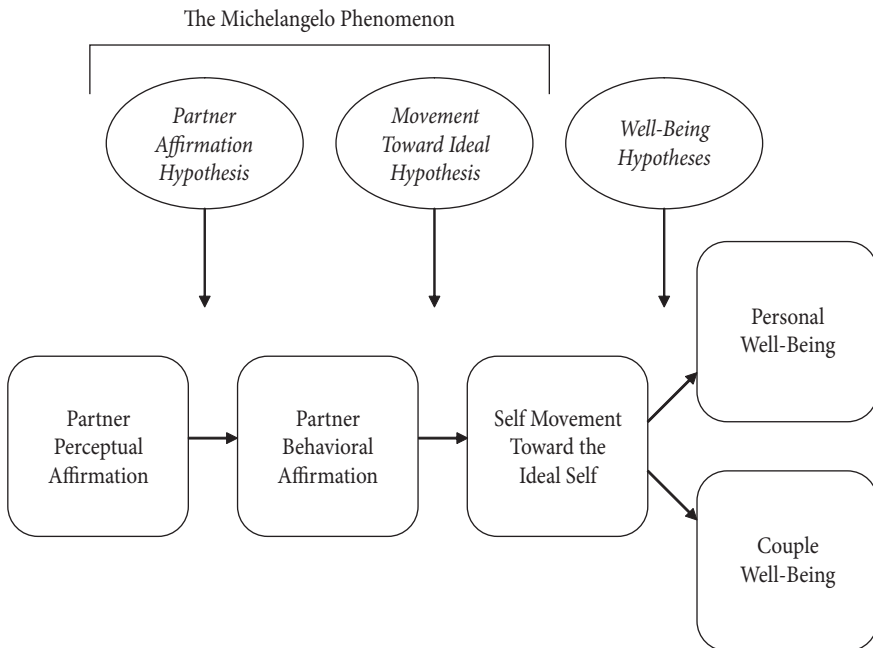 The Michelangelo Phenomenon
Partner
Affirmation
Hypothesis
Movement
Toward Ideal
Hypothesis
Well-Being
Hypotheses
Personal
Well-Being
Partner
Perceptual
Affirmation
Partner
Behavioral
Affirmation
Self Movement
Toward the
Ideal Self
Couple
Well-Being